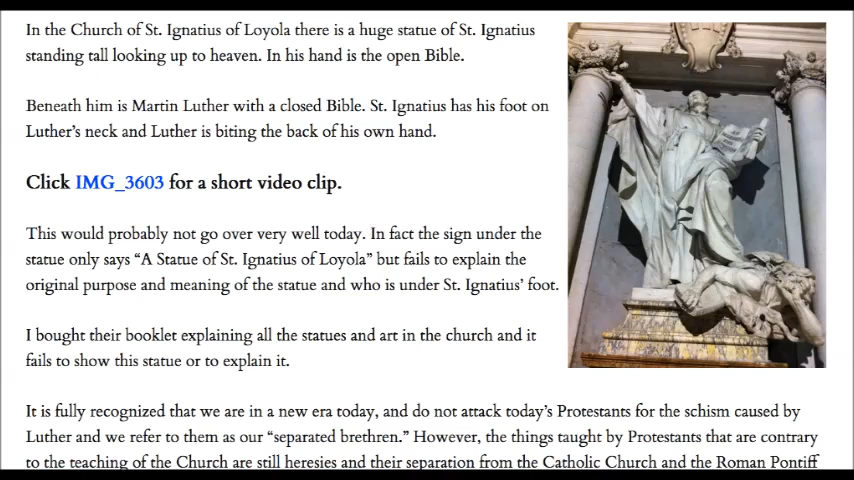 In the Church of St. Ignatius of Loyola there is a huge statue of St. Ignatius
standing tall looking up to heaven. In his hand is the open Bible.
Beneath him is Martin Luther with a closed Bible. St. Ignatius has his foot on
Luther's neck and Luther is biting the back of his own hand.
Click IMG_3603 for a short video clip.
This would probably not go over very well today. In fact the sign under the
statue only says “A Statue of St. Ignatius of Loyola” but fails to explain the
original purpose and meaning of the statue and who is under St. Ignatius’ foot.
I bought their booklet explaining all the statues and art in the church and it
fails to show this statue or to explain it.
It is fully recognized that we are in a new era today, and do not attack today’s Protestants for the schism caused by
Luther and we refer to them as our “separated brethren.” However, the things taught by Protestants that are contrary
to the teaching of the Church are still heresies and their separation from the Catholic Church and the Roman Pontiff